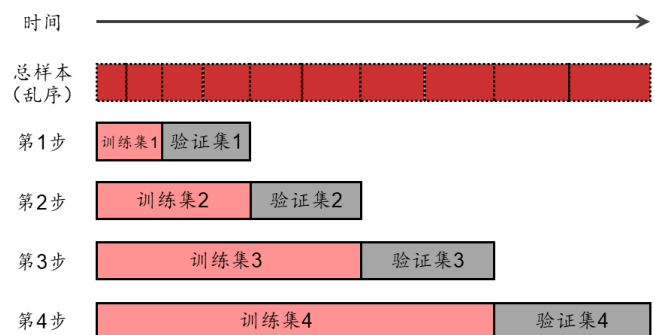 时间
总样本
（乱序）
第1步
训练集1 验证集1
第2步
训练集2 验证集2
第3步
训练集3 验证集3
第4步
训练集4 验证集4